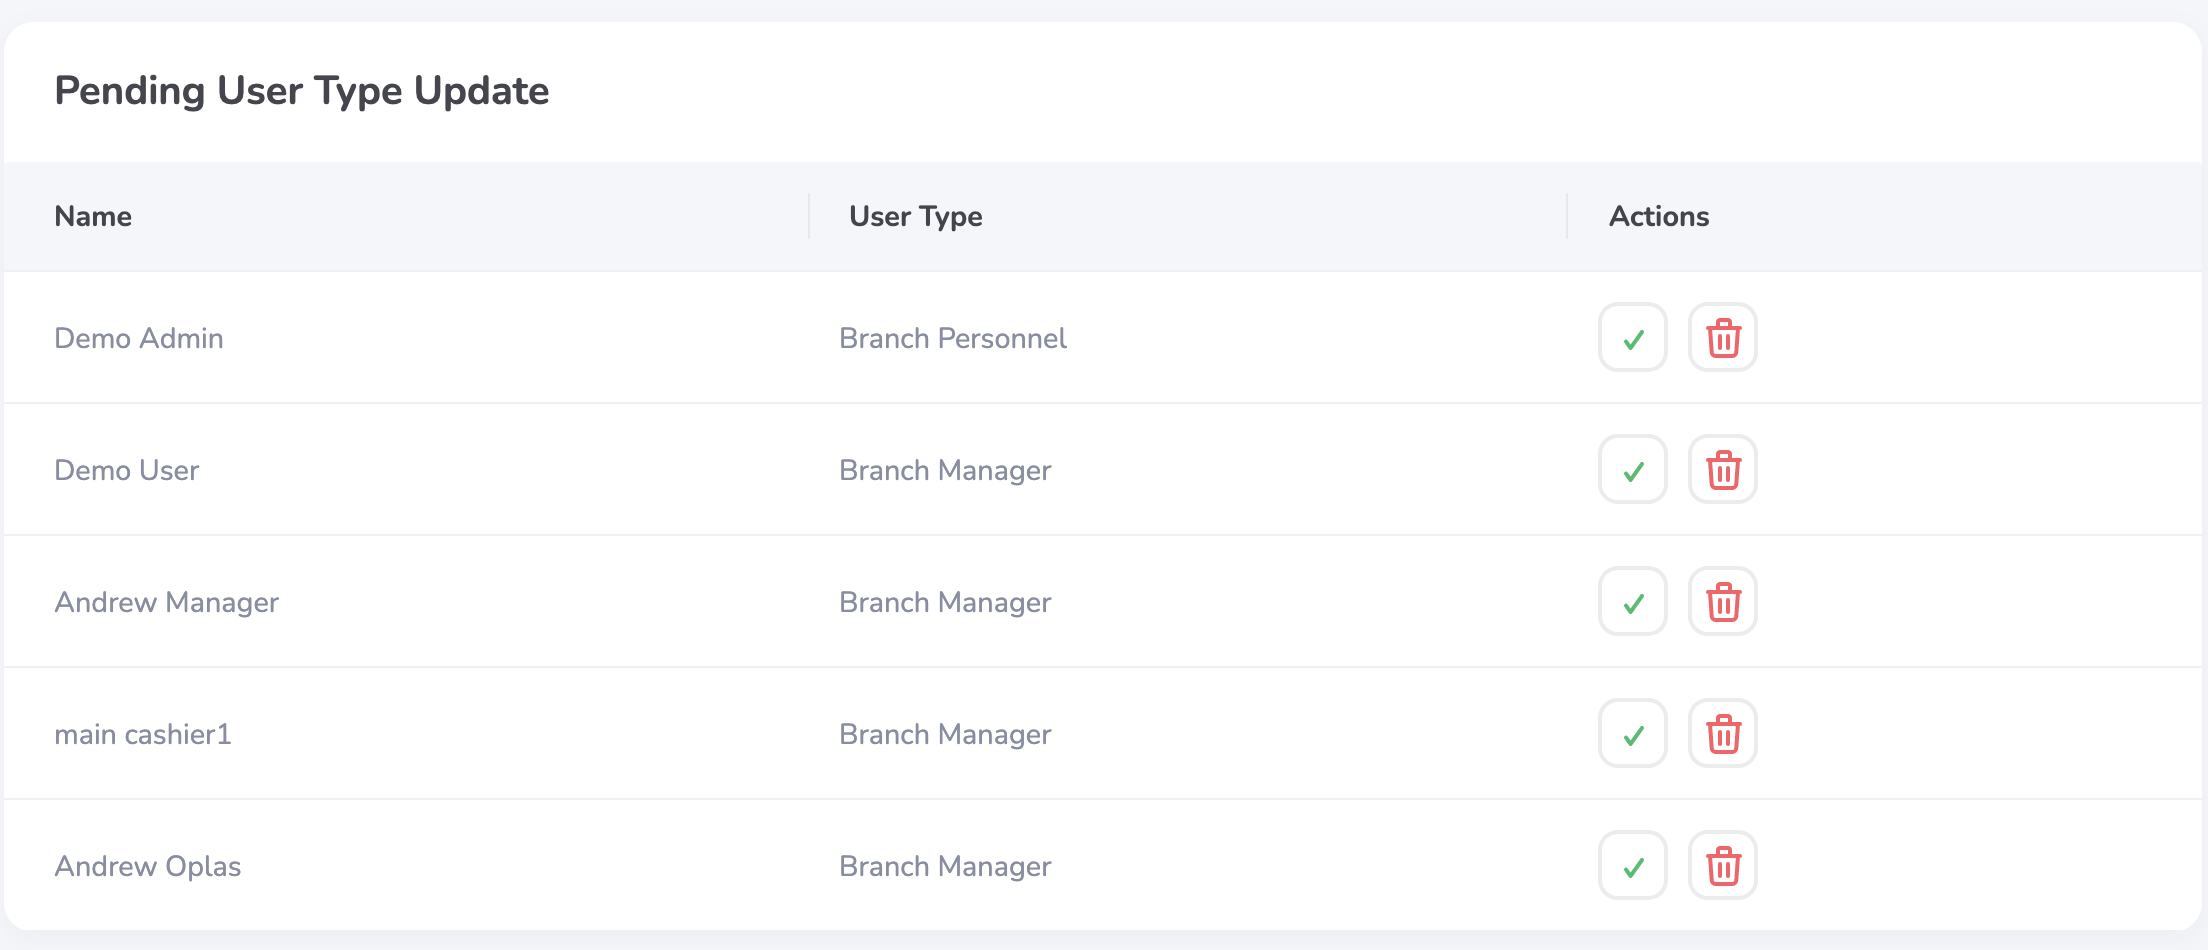 Pending User Type Update
Name User Type Actions
Demo Admin Branch Personnel
Demo User Branch Manager
Andrew Manager Branch Manager
main cashier1 Branch Manager
Andrew Oplas Branch Manager